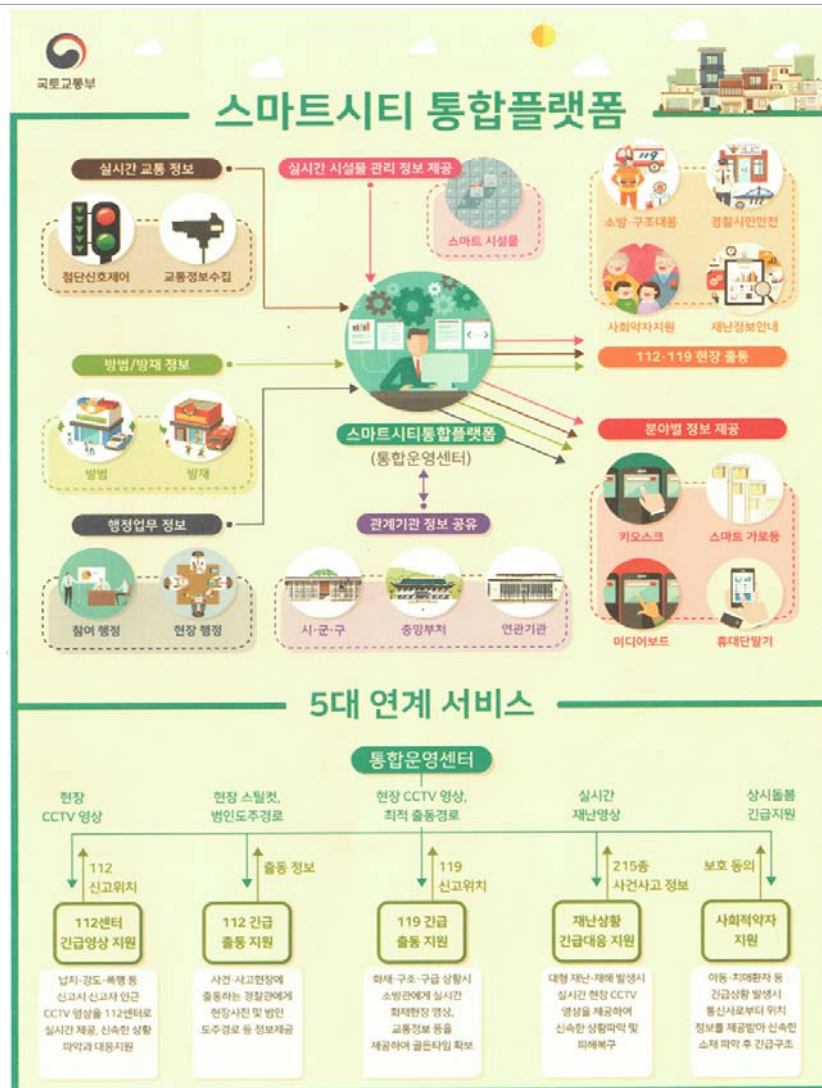 국토교통부
스마트시티 통합플랫폼
실시간 교통 정보
실시간 시설물 관리 정보 제공
첨단신호제어
교통정보수집
스마트 시설물
119
소방·구조대응
경찰시민안전
사회약자지원
재난정보안내
112·119 현장 출동
방범/방재 정보
방범
방재
스마트시티통합플랫폼
(통합운영센터)
분야별 정보 제공
키오스크
스마트 가로등
미디어보드
휴대단말기
행정업무 정보
참여 행정
현장 행정
관계기관 정보 공유
시·군·구
중앙부처
연관기관
5대 연계 서비스
통합운영센터
현장
CCTV 영상
현장 스틸컷,
범인도주경로
현장 CCTV 영상,
최적 출동경로
실시간
재난영상
상시돌봄
긴급지원
112
신고위치
출동 정보
119
신고위치
215종
사건사고 정보
보호 동의
112센터
긴급영상 지원
112 긴급
출동 지원
119 긴급
출동 지원
재난상황
긴급대응 지원
사회적약자
지원
납치·강도·폭행 등
신고시 신고자 인근
CCTV 영상을 112센터로
실시간 제공, 신속한 상황
파악과 대응지원
사건·사고현장에
출동하는 경찰관에게
현장사진 및 범인
도주경로 등 정보제공
화재·구조·구급 상황시
소방관에게 실시간
화재현장 영상,
교통정보 등을
제공하여 골든타임 확보
대형 재난·재해 발생시
실시간 현장 CCTV
영상을 제공하여
신속한 상황파악 및
피해복구
아동·치매환자 등
긴급상황 발생시
통신사로부터 위치
정보를 제공받아 신속한
소재 파악 후 긴급구조